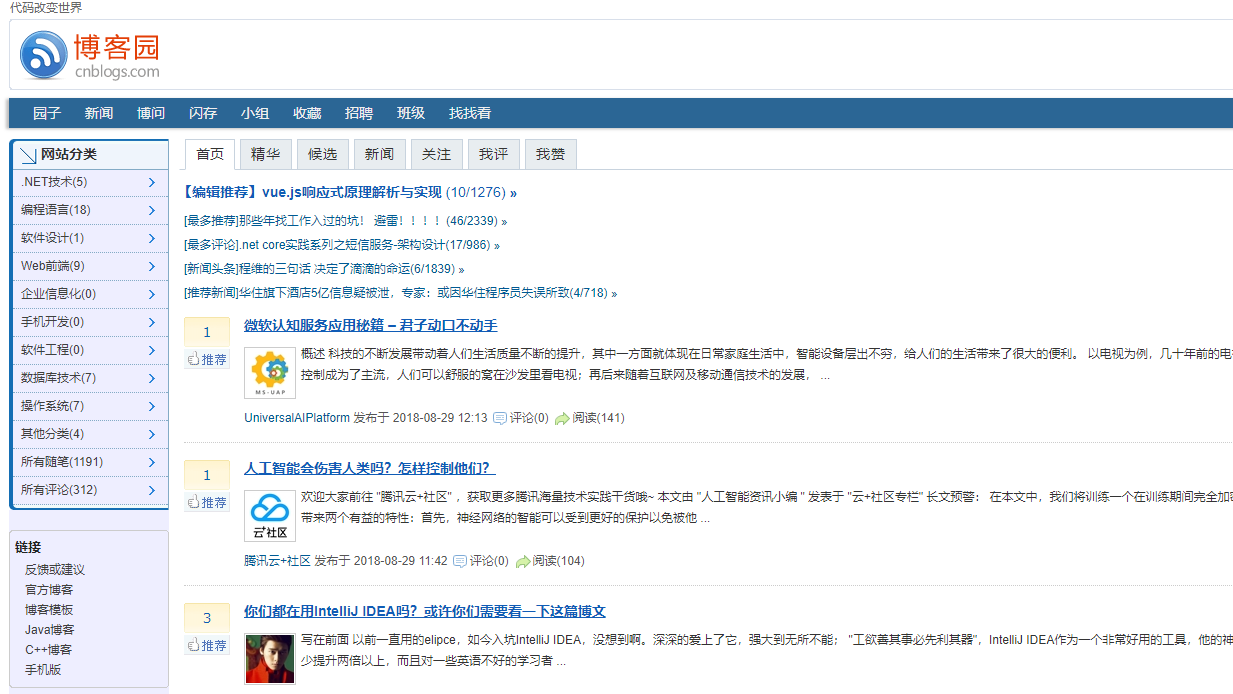 代码改变世界
博客园
cnblogs.com
园子 新闻 博问 闪存 小组 收藏 招聘 班级 找找看
网站分类
.NET技术(5)
编程语言(18)
软件设计(1)
Web前端(9)
企业信息化(0)
手机开发(0)
软件工程(0)
数据库技术(7)
操作系统(7)
其他分类(4)
所有随笔(1191)
所有评论(312)
链接
反馈或建议
官方博客
博客模板
Java博客
C++博客
手机版
首页 精华 候选 新闻 关注 我评 我赞
【编辑推荐】vue.js响应式原理解析与实现 (10/1276) »
[最多推荐]那些年找工作入过的坑！ 避雷！！！！(46/2339) »
[最多评论].net core实践系列之短信服务-架构设计(17/986) »
[新闻头条]程维的三句话 决定了滴滴的命运(6/1839) »
[推荐新闻]华住旗下酒店5亿信息疑被泄，专家：或因华住程序员失误所致(4/718) »
1
推荐
微软认知服务应用秘籍 – 君子动口不动手
MS-UAP
概述 科技的不断发展带动着人们生活质量不断的提升，其中一方面就体现在日常家庭生活中，智能设备层出不穷，给人们的生活带来了很大的便利。 以电视为例，几十年前的电
控制成为了主流，人们可以舒服的窝在沙发里看电视；再后来随着互联网及移动通信技术的发展， ...
UniversalAIPlatform 发布于 2018-08-29 12:13 评论(0) 阅读(141)
1
推荐
人工智能会伤害人类吗？怎样控制他们？
云+社区
欢迎大家前往 "腾讯云+社区" ，获取更多腾讯海量技术实践干货哦~ 本文由 "人工智能资讯小编 " 发表于 "云+社区专栏" 长文预警： 在本文中，我们将训练一个在训练期间完全加
带来两个有益的特性：首先，神经网络的智能可以受到更好的保护以免被他 ...
腾讯云+社区 发布于 2018-08-29 11:42 评论(0) 阅读(104)
3
推荐
你们都在用IntelliJ IDEA吗？或许你们需要看一下这篇博文
写在前面 以前一直用的elipce，如今入坑IntelliJ IDEA，没想到啊。深深的爱上了它，强大到无所不能； "工欲善其事必先利其器"，IntelliJ IDEA作为一个非常好用的工具，他的神
少提升两倍以上，而且对一些英语不好的学习者 ...